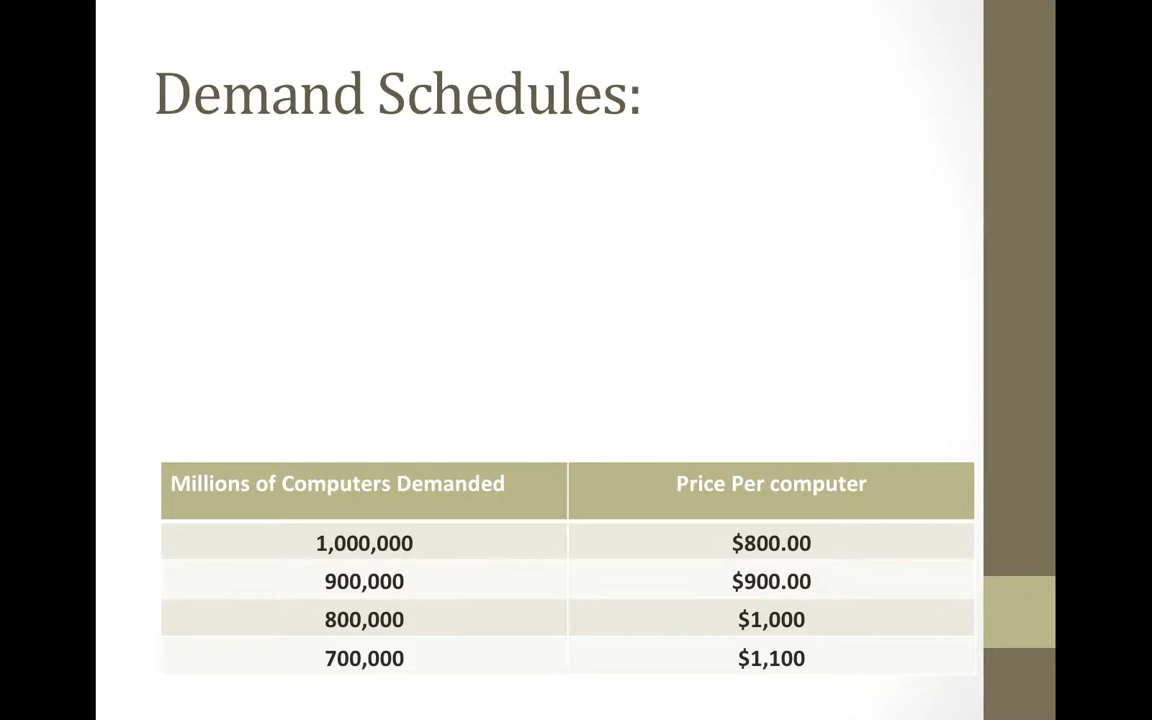 Demand Schedules:
Millions of Computers Demanded Price Per computer
1,000,000 $800.00
900,000 $900.00
800,000 $1,000
700,000 $1,100